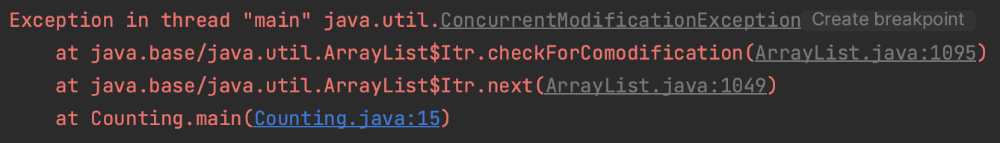 Exception in thread "main" java.util.ConcurrentModificationException Create breakpoint
at java.base/java.util.ArrayList$Itr.checkForComodification(ArrayList.java:1095)
at java.base/java.util.ArrayList$Itr.next(ArrayList.java:1049)
at Counting.main(Counting.java:15)